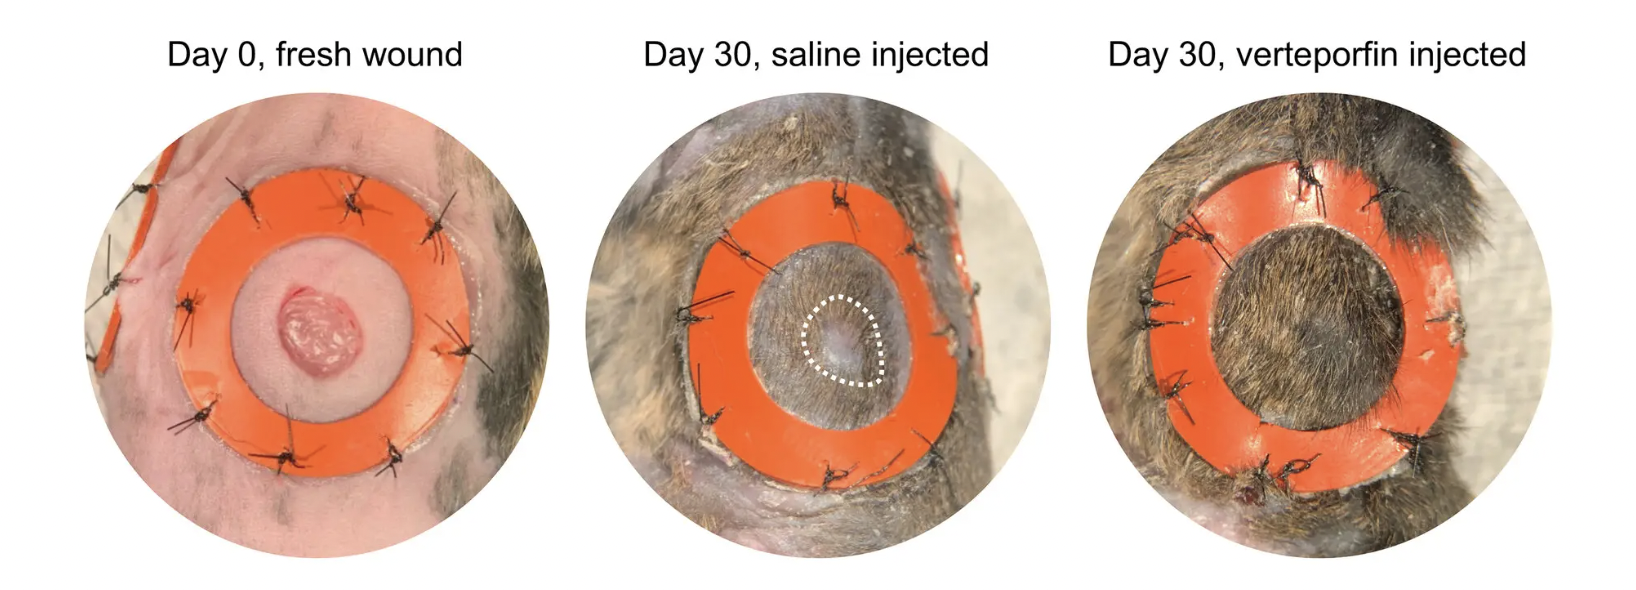 Day 0, fresh wound
Day 30, saline injected
Day 30, verteporfin injected